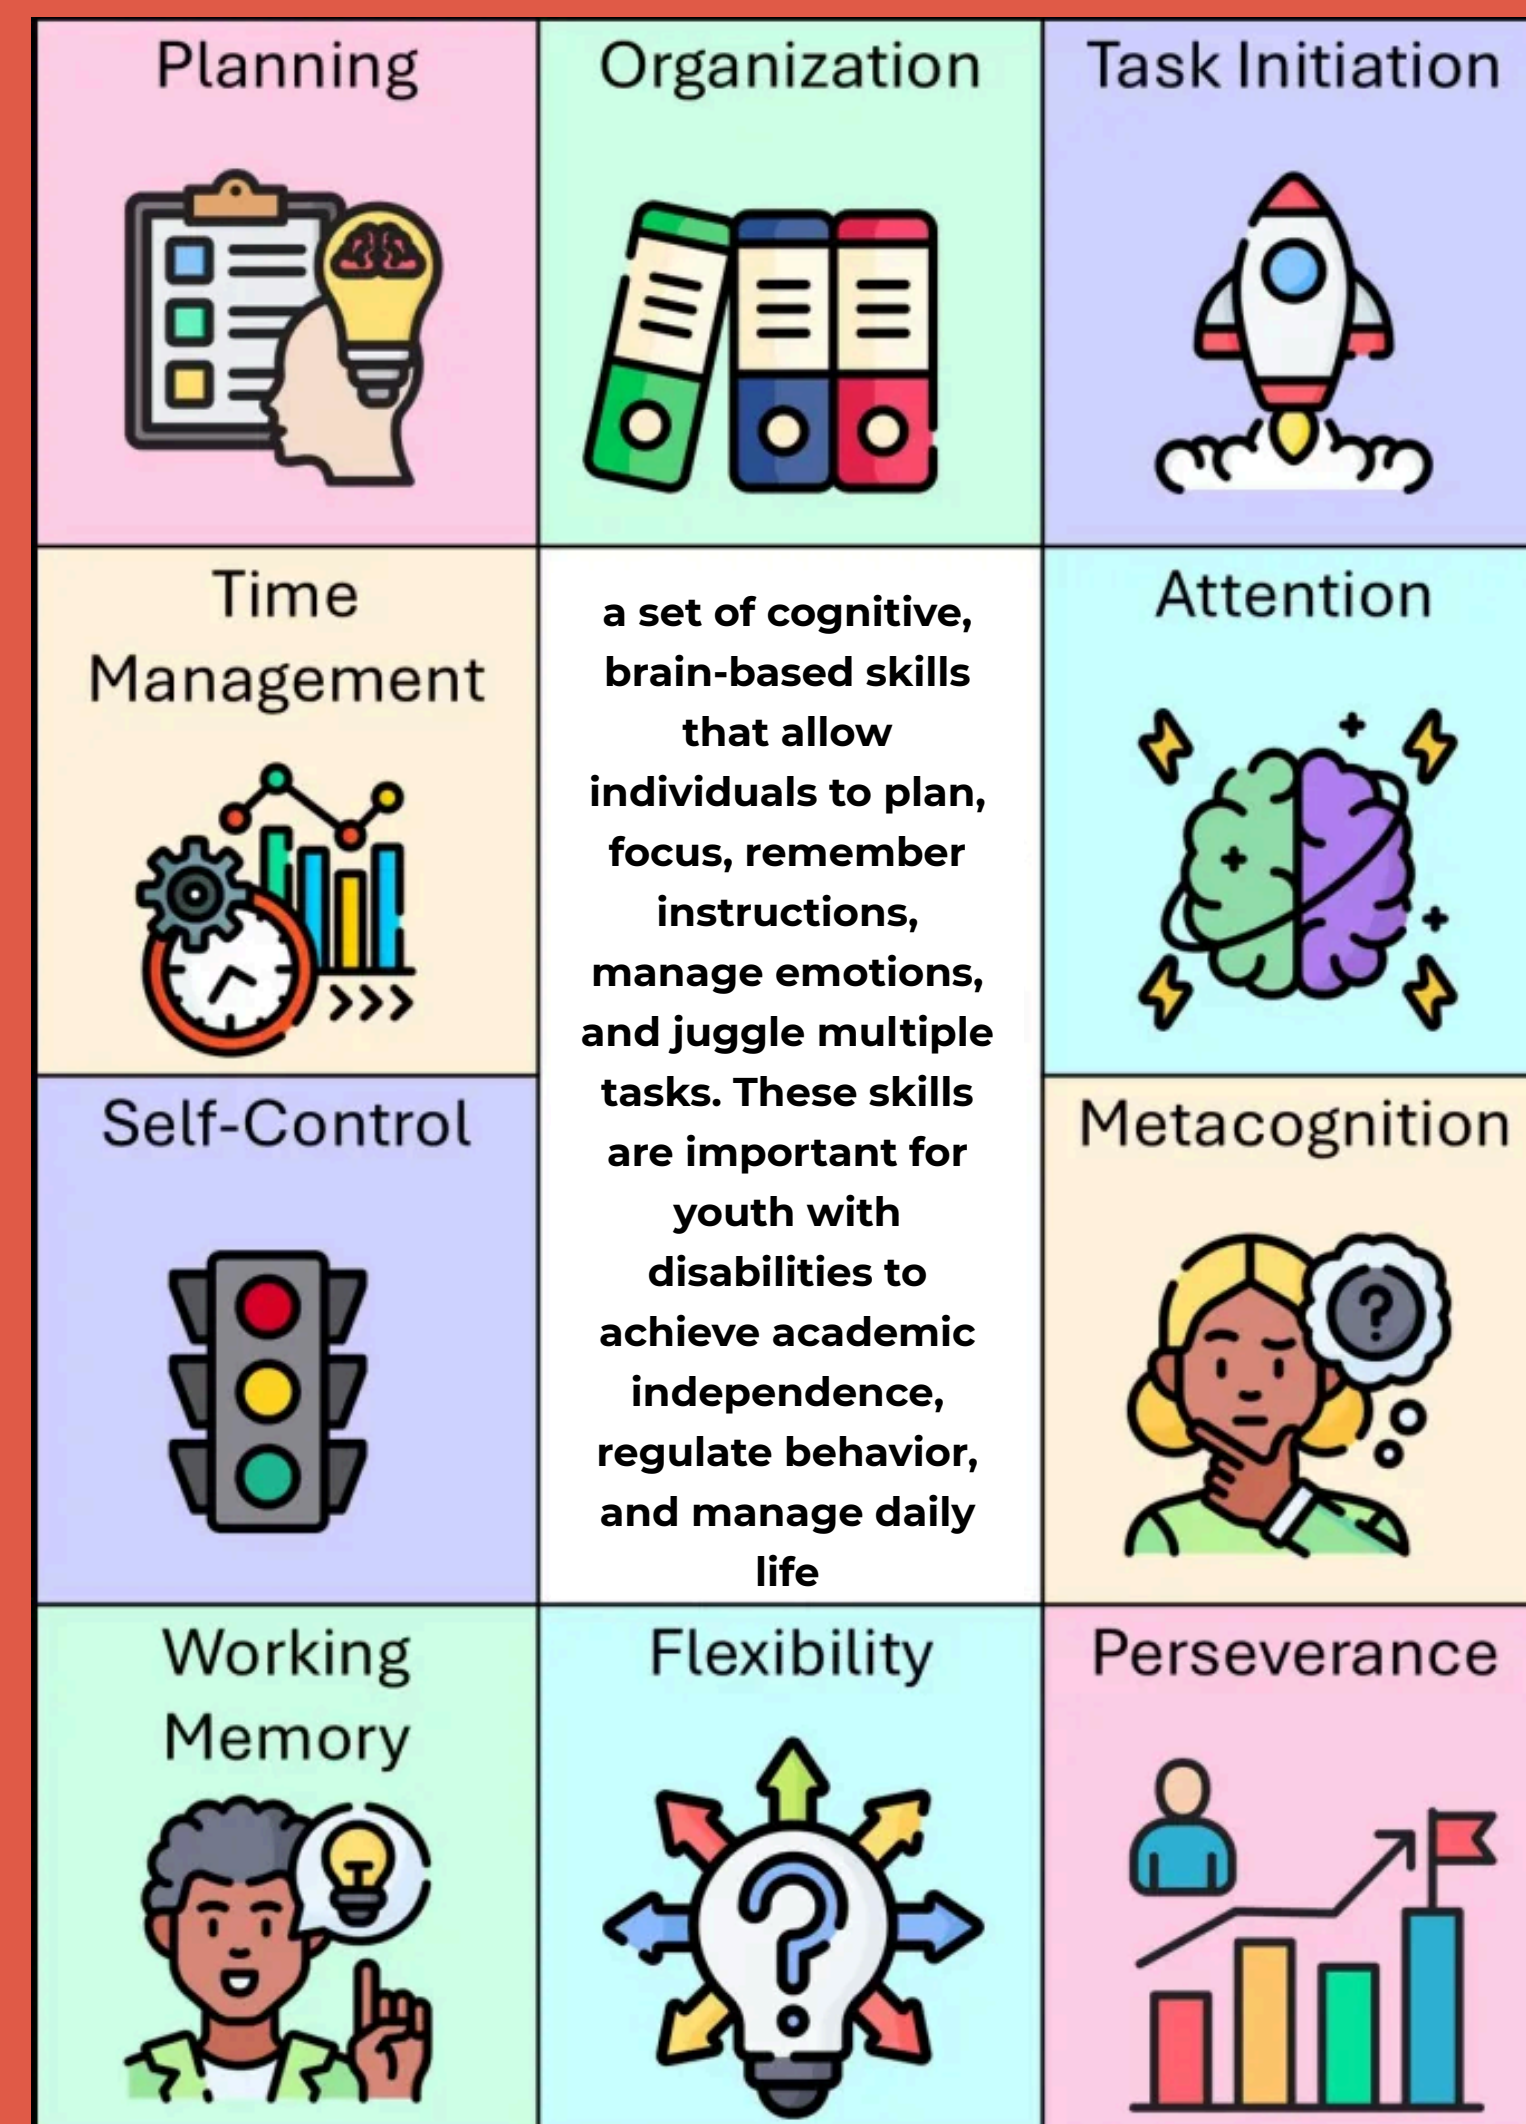 Planning
Organization
Task Initiation
Time
Management
a set of cognitive,
brain-based skills
that allow
individuals to plan,
focus, remember
instructions,
manage emotions,
and juggle multiple
tasks. These skills
are important for
youth with
disabilities to
achieve academic
independence,
regulate behavior,
and manage daily
life
Attention
Self-Control
Metacognition
?
Working
Memory
Flexibility
?
Perseverance